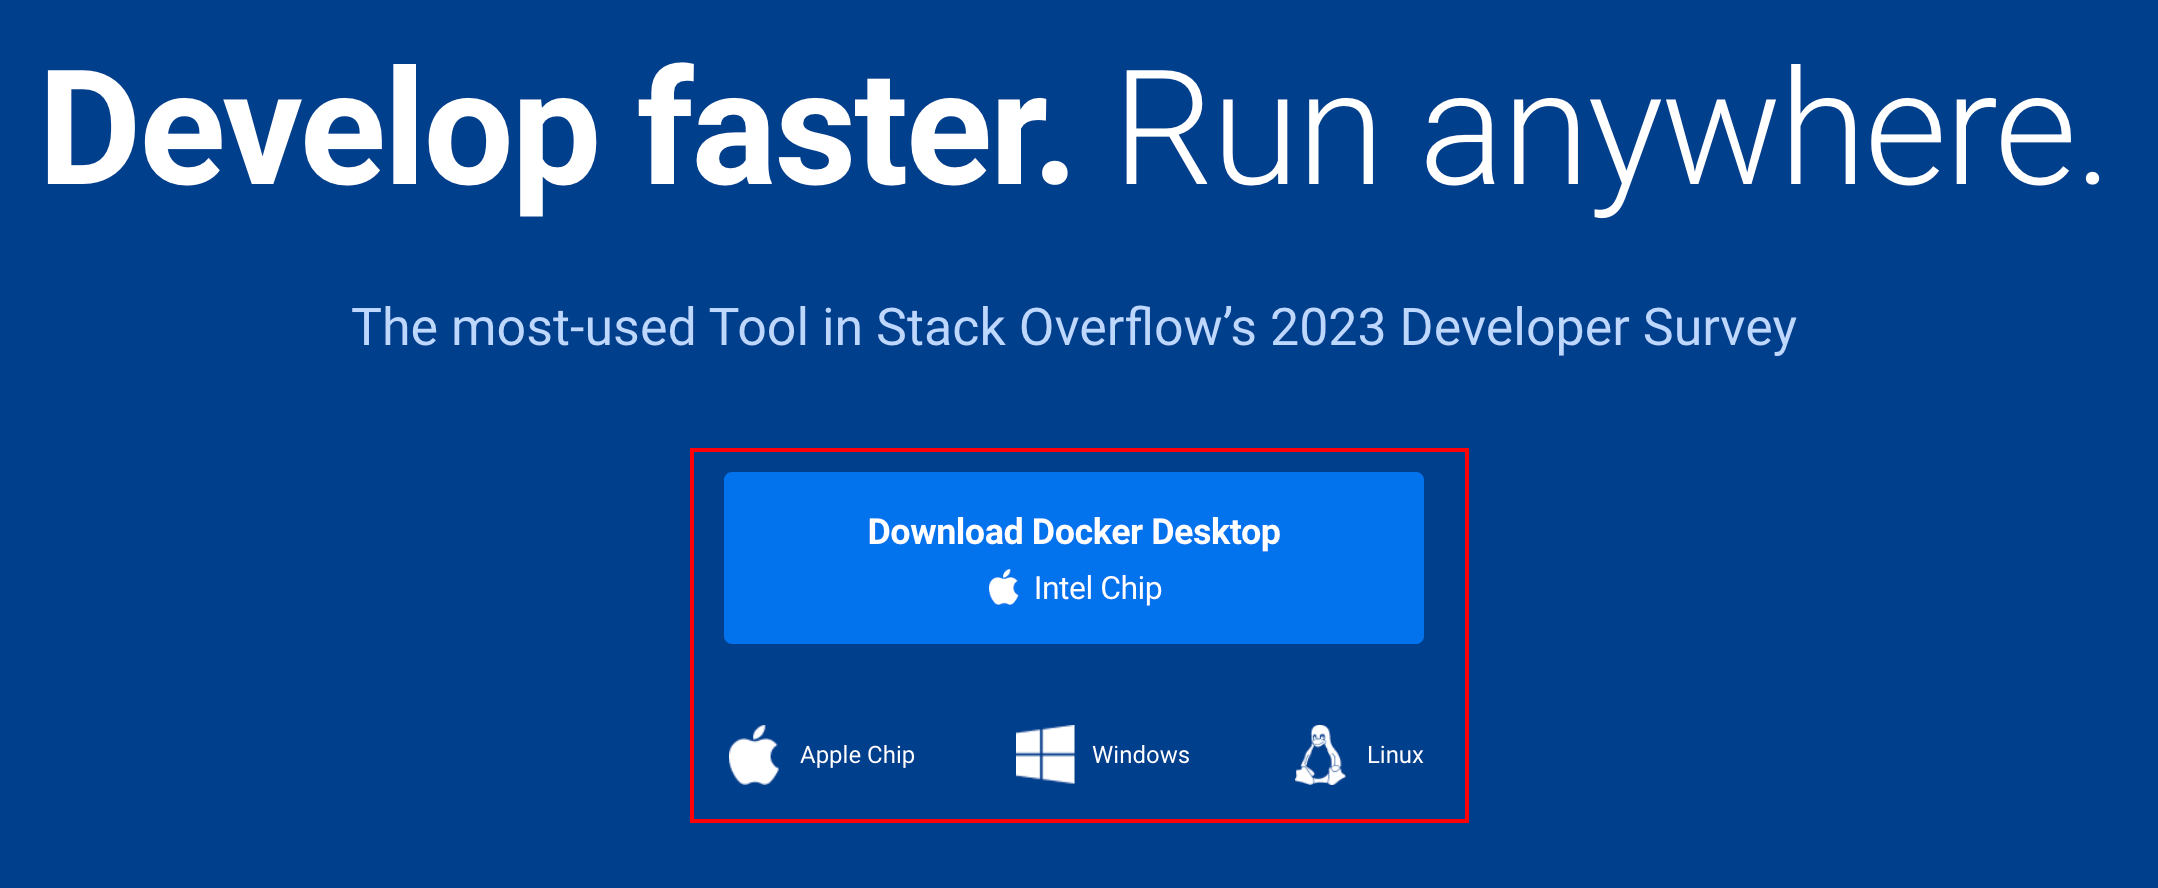 Develop faster. Run anywhere.
The most-used Tool in Stack Overflow’s 2023 Developer Survey
Download Docker Desktop
Intel Chip
Apple Chip
Windows
Linux